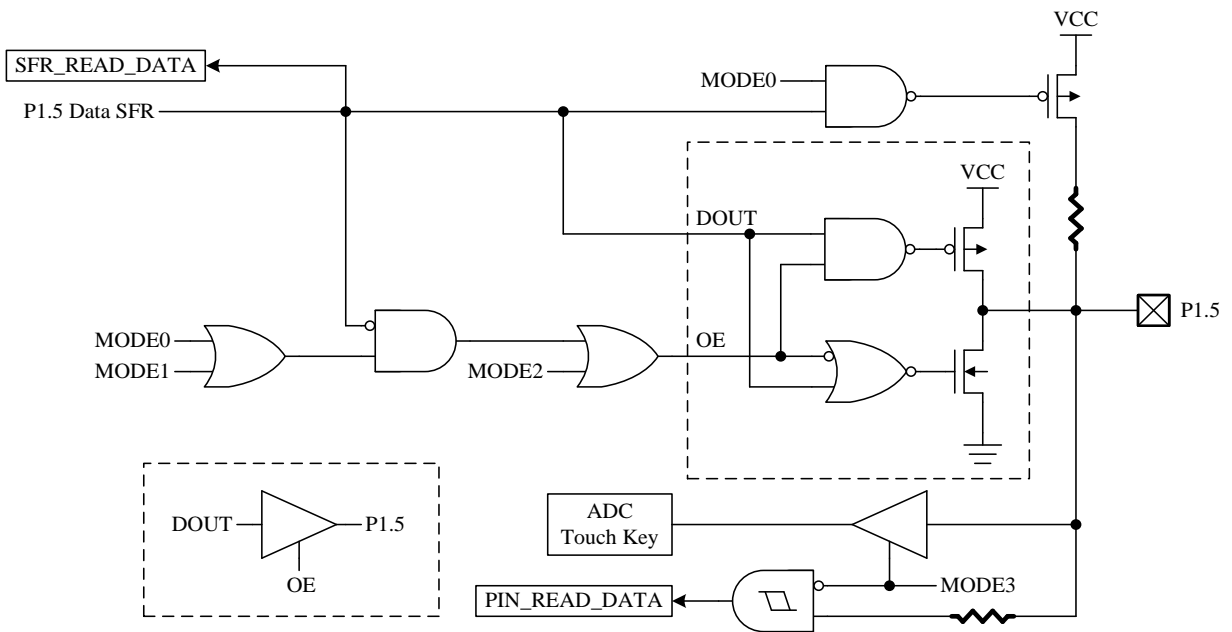 VCC
SFR_READ_DATA
MODE0
P1.5 Data SFR
VCC
DOUT
P1.5
MODE0
MODE1
OE
MODE2
ADC
Touch Key
DOUT
P1.5
OE
MODE3
PIN_READ_DATA